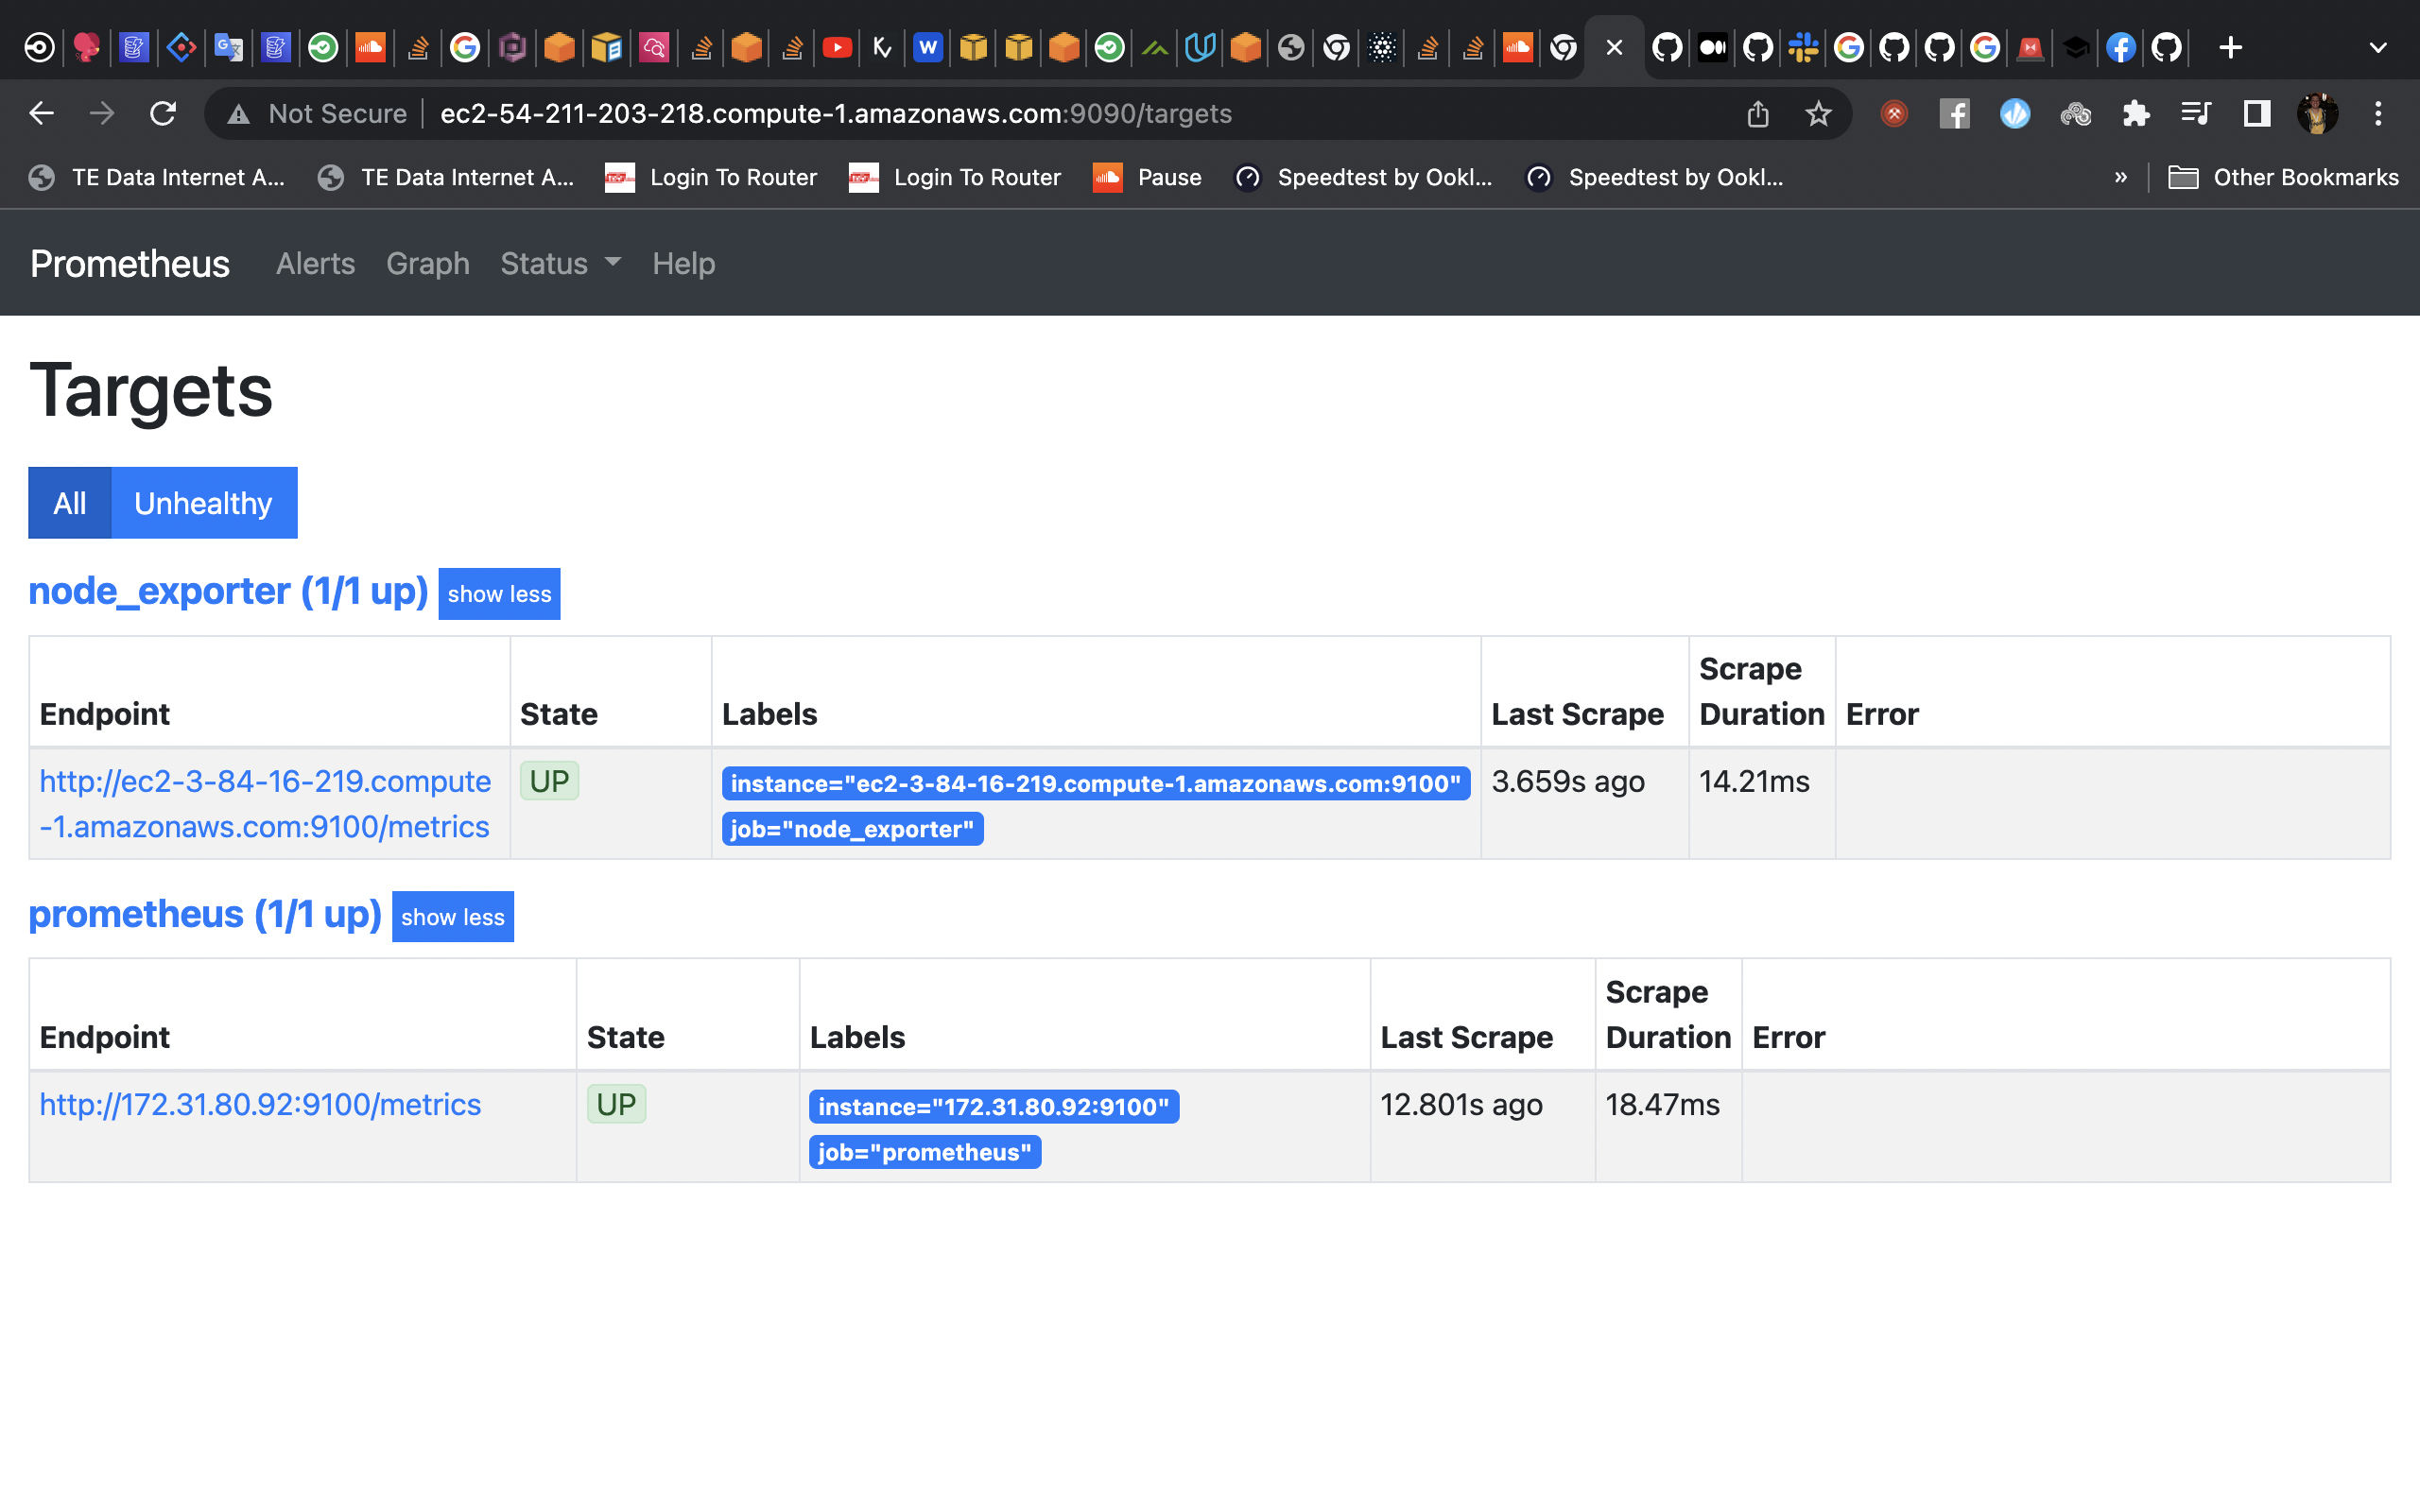 Not Secure ec2-54-211-203-218.compute-1.amazonaws.com:9090/targets
TE Data Internet A... TE Data Internet A... Login To Router Login To Router Pause Speedtest by Ookl... Speedtest by Ookl... » Other Bookmarks
Prometheus Alerts Graph Status Help
Targets
All Unhealthy
node_exporter (1/1 up) show less
Endpoint State Labels Last Scrape Scrape Duration Error
http://ec2-3-84-16-219.compute UP instance="ec2-3-84-16-219.compute-1.amazonaws.com:9100" 3.659s ago 14.21ms
-1.amazonaws.com:9100/metrics job="node_exporter"
prometheus (1/1 up) show less
Endpoint State Labels Last Scrape Scrape Duration Error
http://172.31.80.92:9100/metrics UP instance="172.31.80.92:9100" 12.801s ago 18.47ms
job="prometheus"